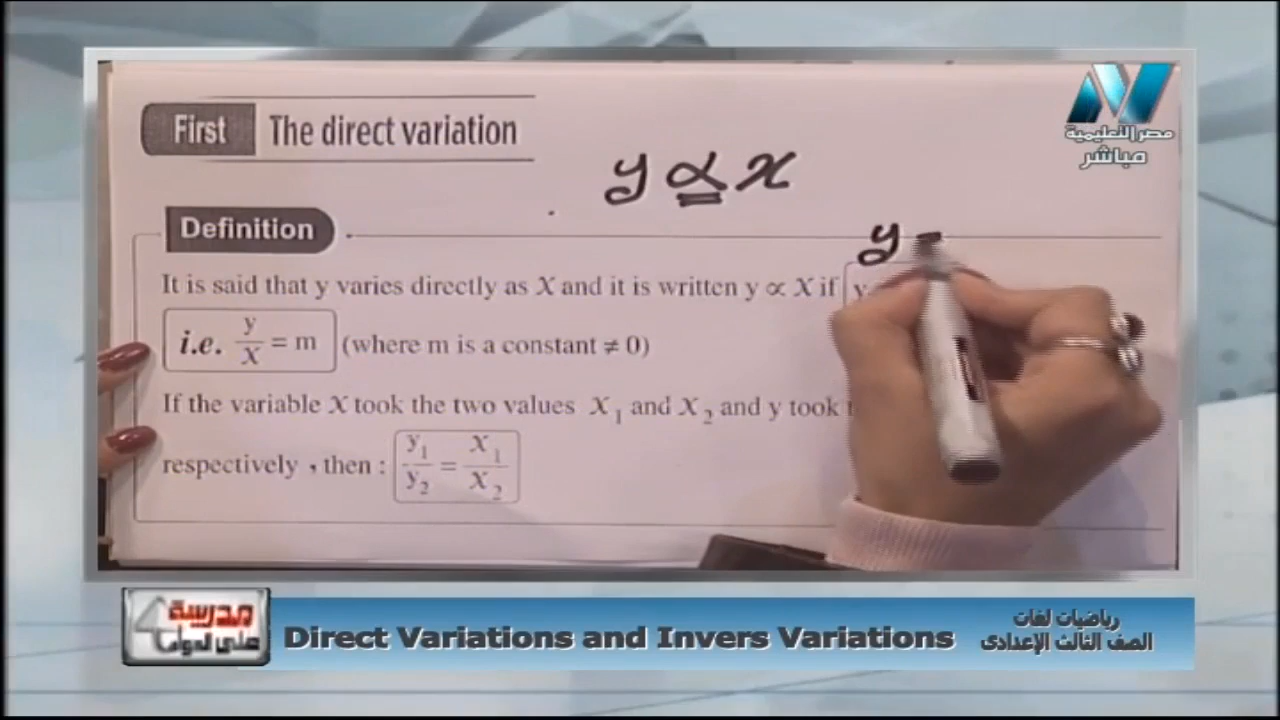 مصر التعليمية
مباشر
First The direct variation
y ∝ x
Definition
y =
It is said that y varies directly as X and it is written y ∝ X if y
i.e. y/X = m (where m is a constant ≠ 0)
If the variable X took the two values X₁ and X₂ and y took
respectively , then : y₁/y₂ = X₁/X₂
مدرسة
على الهواء
Direct Variations and Invers Variations
رياضيات لغات
الصف الثالث الإعدادى